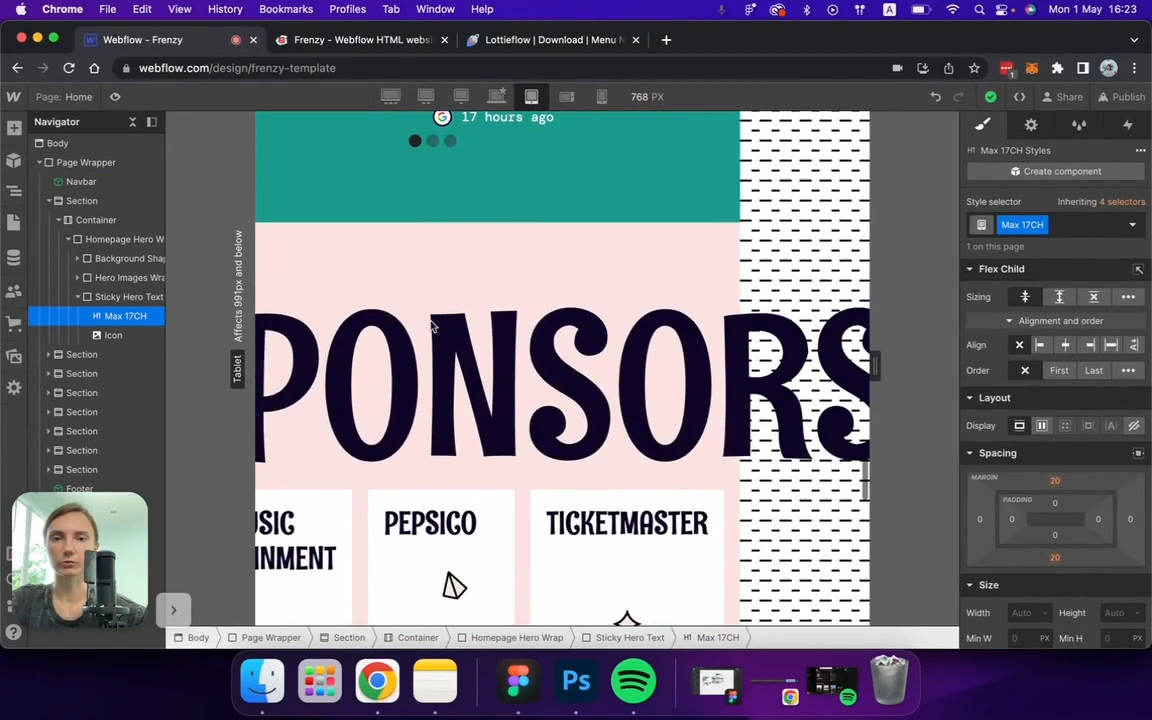 Chrome File Edit View History Bookmarks Profiles Tab Window Help A Mon 1 May 16:23
Webflow - Frenzy Frenzy - Webflow HTML websi Lottieflow | Download | Menu N
webflow.com/design/frenzy-template 1
Page: Home 768 PX Share Publish
Navigator
Body
Page Wrapper
Navbar
Section
Container
Homepage Hero W
Background Shap
Hero Images Wra
Sticky Hero Text
H1 Max 17CH
Icon
Section
Section
Section
Section
Section
Section
Section
Footer
Affects 991px and below
Tablet
G 17 hours ago
PONSORS
USIC
INMENT
PEPSICO
TICKETMASTER
Body Page Wrapper Section Container Homepage Hero Wrap Sticky Hero Text H1 Max 17CH
H1 Max 17CH Styles
Create component
Style selector Inheriting 4 selectors
Max 17CH
1 on this page
Flex Child
Sizing
Alignment and order
Align
Order First Last
Layout
Display A
Spacing
MARGIN 20
PADDING 0
0 0 0 0
0
20
Size
Width Auto - Height Auto -
Min W 0 PX Min H 0 PX
Ps